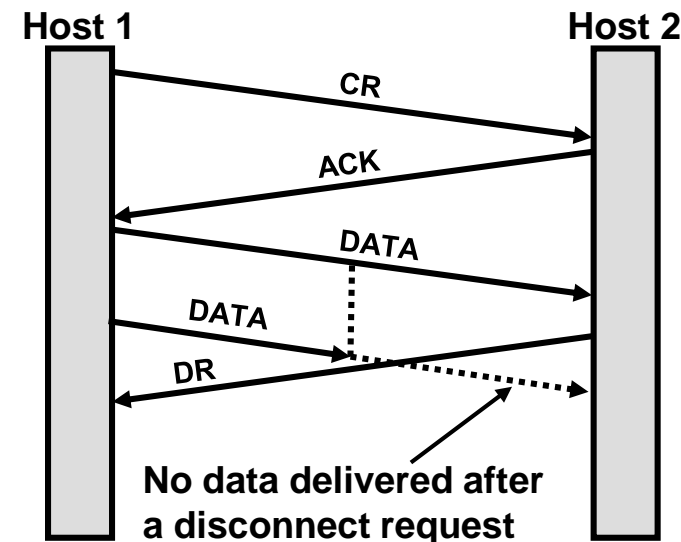 Host 1
Host 2
CR
ACK
DATA
DATA
DR
No data delivered after
a disconnect request